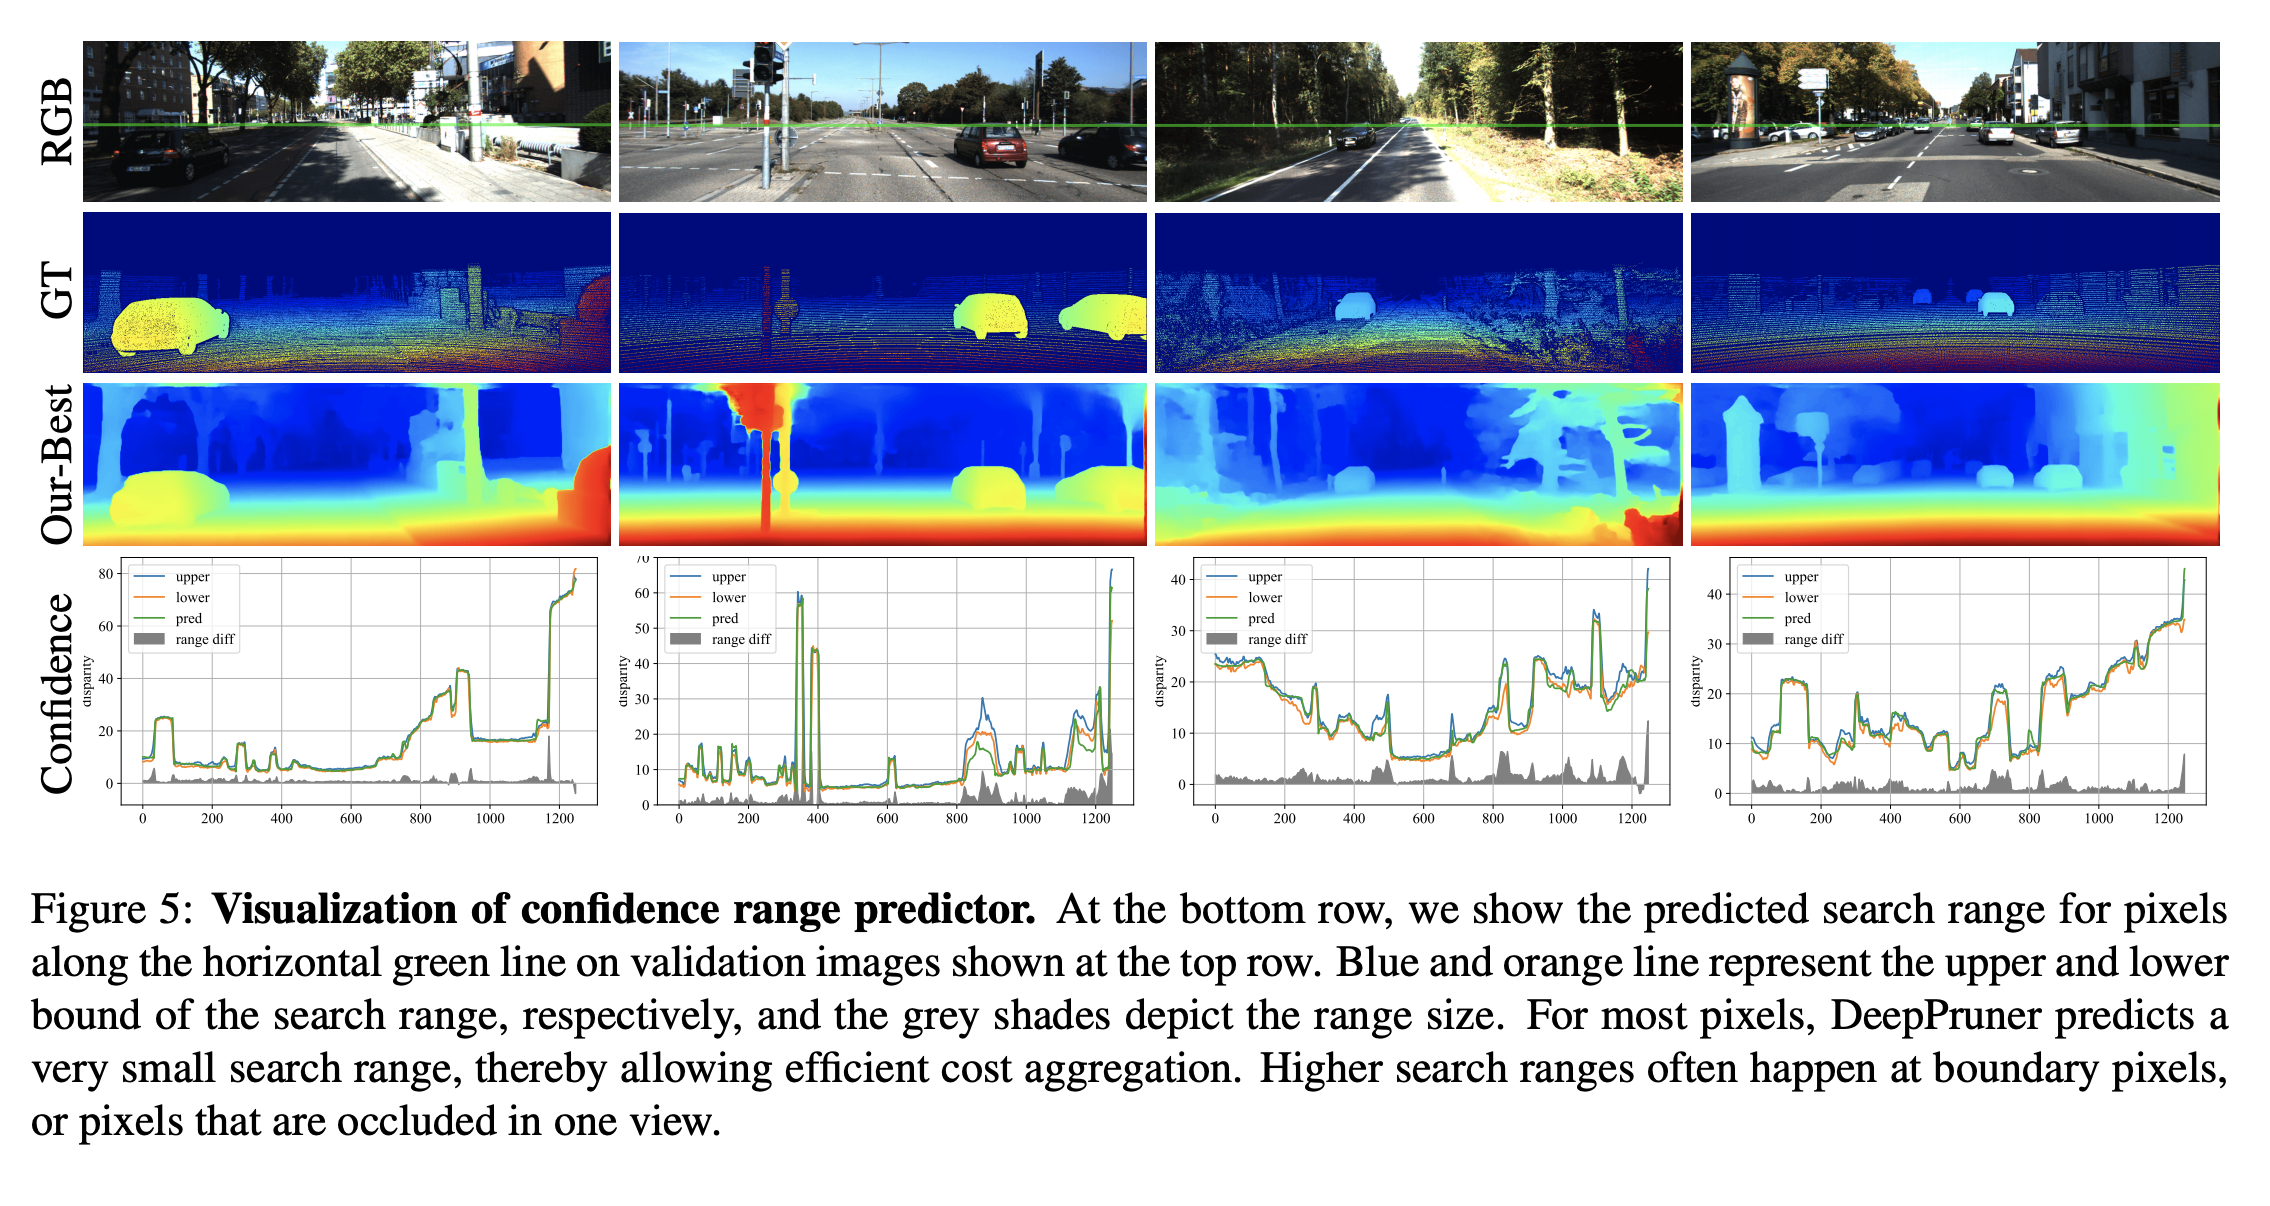 RGB
GT
Our-Best
Confidence
80
60
40
20
0
disparity
upper
lower
pred
range diff
0 200 400 600 800 1000 1200
70
60
50
40
30
20
10
0
disparity
upper
lower
pred
range diff
0 200 400 600 800 1000 1200
40
30
20
10
0
disparity
upper
lower
pred
range diff
0 200 400 600 800 1000 1200
40
30
20
10
0
disparity
upper
lower
pred
range diff
0 200 400 600 800 1000 1200
Figure 5: Visualization of confidence range predictor. At the bottom row, we show the predicted search range for pixels
along the horizontal green line on validation images shown at the top row. Blue and orange line represent the upper and lower
bound of the search range, respectively, and the grey shades depict the range size. For most pixels, DeepPruner predicts a
very small search range, thereby allowing efficient cost aggregation. Higher search ranges often happen at boundary pixels,
or pixels that are occluded in one view.